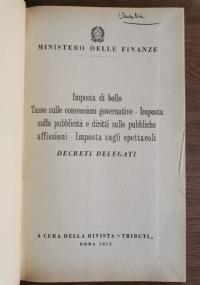 MINISTERO DELLE FINANZE
Imposta di bollo
Tasse sulle concessioni governative - Imposta
sulla pubblicità e diritti sulle pubbliche
affissioni - Imposta sugli spettacoli
DECRETI DELEGATI
A CURA DELLA RIVISTA "TRIBUTI"
ROMA 1972